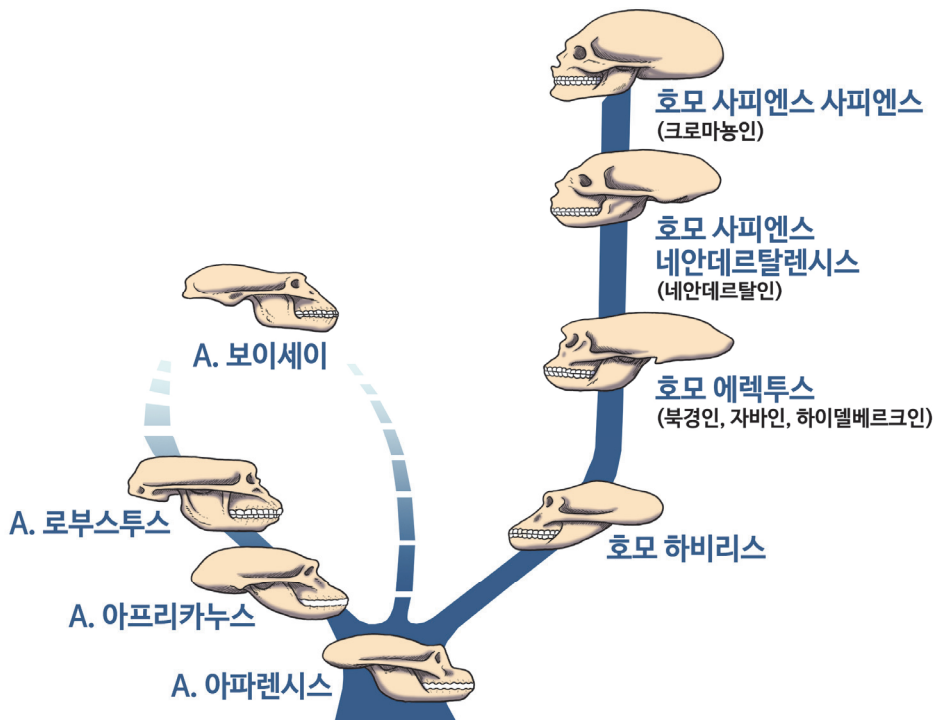 호모 사피엔스 사피엔스
(크로마뇽인)
호모 사피엔스
네안데르탈렌시스
(네안데르탈인)
A. 보이세이
호모 에렉투스
(북경인, 자바인, 하이델베르크인)
A. 로부스투스
호모 하비리스
A. 아프리카누스
A. 아파렌시스